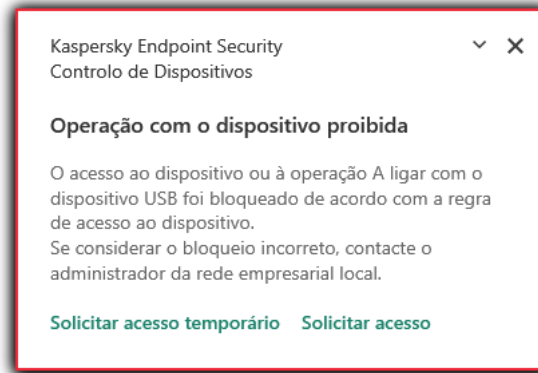 Kaspersky Endpoint Security
Controlo de Dispositivos
Operação com o dispositivo proibida
O acesso ao dispositivo ou à operação A ligar com o
dispositivo USB foi bloqueado de acordo com a regra
de acesso ao dispositivo.
Se considerar o bloqueio incorreto, contacte o
administrador da rede empresarial local.
Solicitar acesso temporário Solicitar acesso